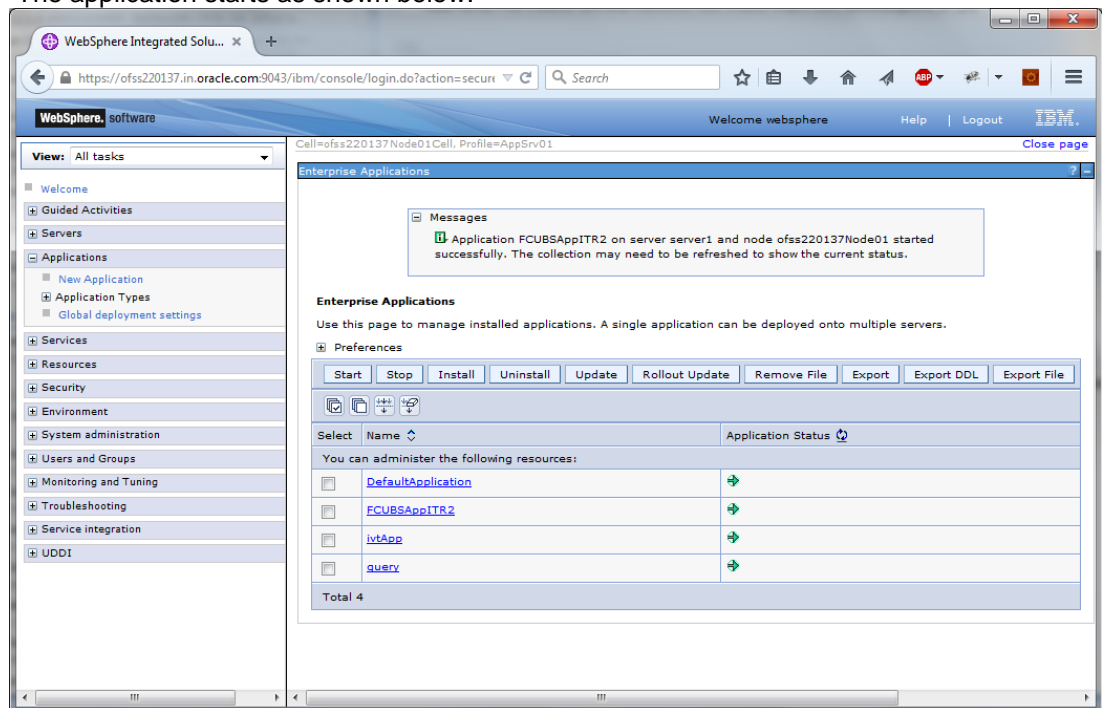 The application starts as shown below:
WebSphere Integrated Solu... × +
https://ofss220137.in.oracle.com:9043/ibm/console/login.do?action=secure
Search
ABP
WebSphere. software
Welcome websphere
Help | Logout
IBM.
View: All tasks
Welcome
Guided Activities
Servers
Applications
New Application
Application Types
Global deployment settings
Services
Resources
Security
Environment
System administration
Users and Groups
Monitoring and Tuning
Troubleshooting
Service integration
UDDI
Cell=ofss220137Node01Cell, Profile=AppSrv01
Close page
Enterprise Applications
? -
Messages
Application FCUBSAppITR2 on server server1 and node ofss220137Node01 started
successfully. The collection may need to be refreshed to show the current status.
Enterprise Applications
Use this page to manage installed applications. A single application can be deployed onto multiple servers.
Preferences
Start Stop Install Uninstall Update Rollout Update Remove File Export Export DDL Export File
Select Name Application Status
You can administer the following resources:
DefaultApplication
FCUBSAppITR2
ivtApp
query
Total 4